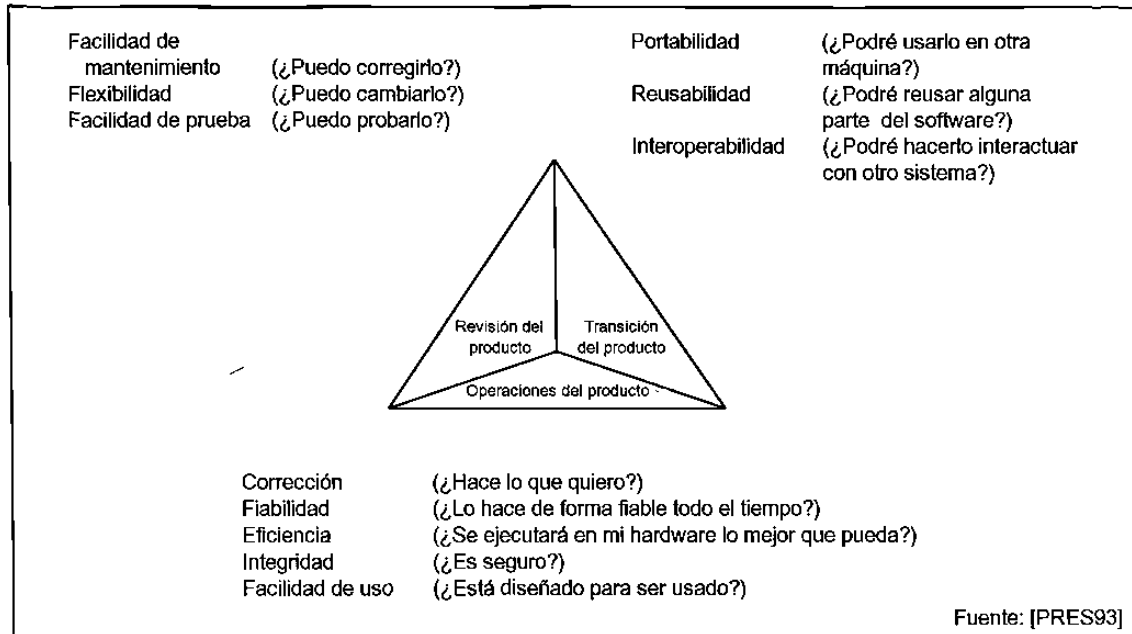 Facilidad de
mantenimiento (¿Puedo corregirlo?)
Flexibilidad (¿Puedo cambiarlo?)
Facilidad de prueba (¿Puedo probarlo?)
Portabilidad (¿Podré usarlo en otra
máquina?)
Reusabilidad (¿Podré reusar alguna
parte del software?)
Interoperabilidad (¿Podré hacerlo interactuar
con otro sistema?)
Revisión del
producto
Transición
del producto
Operaciones del producto
Corrección (¿Hace lo que quiero?)
Fiabilidad (¿Lo hace de forma fiable todo el tiempo?)
Eficiencia (¿Se ejecutará en mi hardware lo mejor que pueda?)
Integridad (¿Es seguro?)
Facilidad de uso (¿Está diseñado para ser usado?)
Fuente: [PRES93]